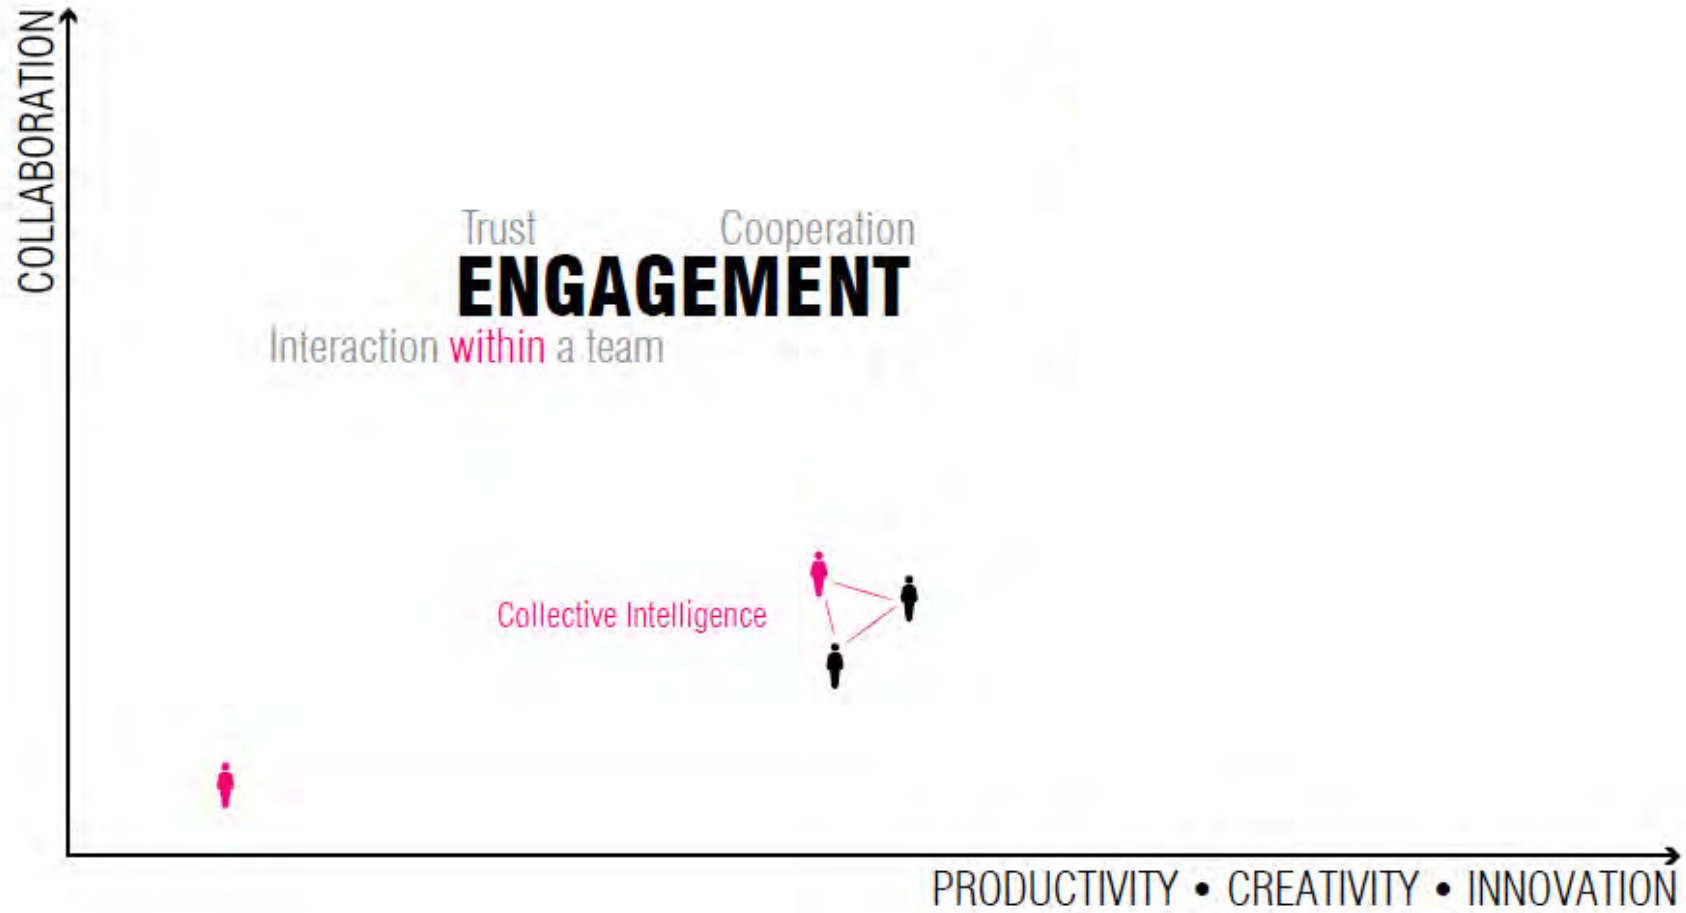 COLLABORATION
Trust
Cooperation
ENGAGEMENT
Interaction within a team
Collective Intelligence
PRODUCTIVITY • CREATIVITY • INNOVATION